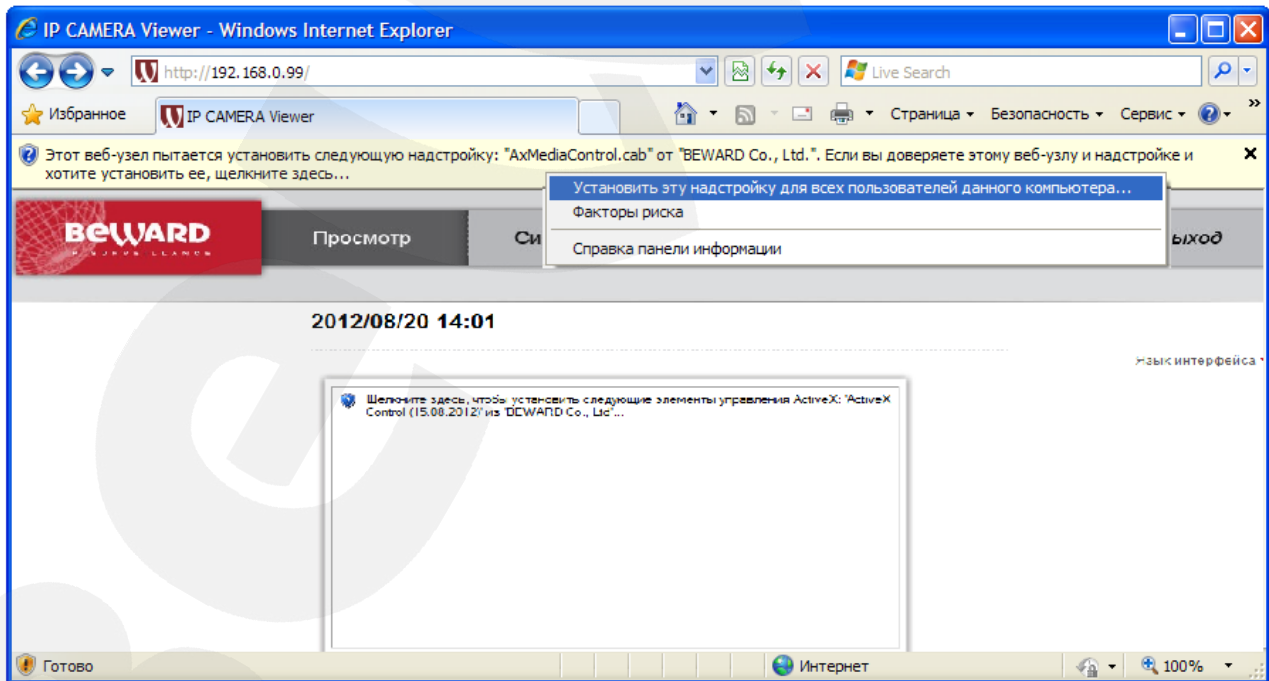 IP CAMERA Viewer - Windows Internet Explorer
http://192.168.0.99/
Live Search
Избранное
IP CAMERA Viewer
Страница
Безопасность
Сервис
Этот веб-узел пытается установить следующую надстройку: "AxMediaControl.cab" от "BEWARD Co., Ltd.". Если вы доверяете этому веб-узлу и надстройке и
хотите установить ее, щелкните здесь...
Установить эту надстройку для всех пользователей данного компьютера...
Факторы риска
Справка панели информации
BEWARD
Просмотр
Си
ыход
2012/08/20 14:01
Язык интерфейса
Щелкните здесь, чтобы установить следующие элементы управления ActiveX: 'ActiveX
Control (15.08.2012)' из 'BEWARD Co., Ltd'...
Готово
Интернет
100%